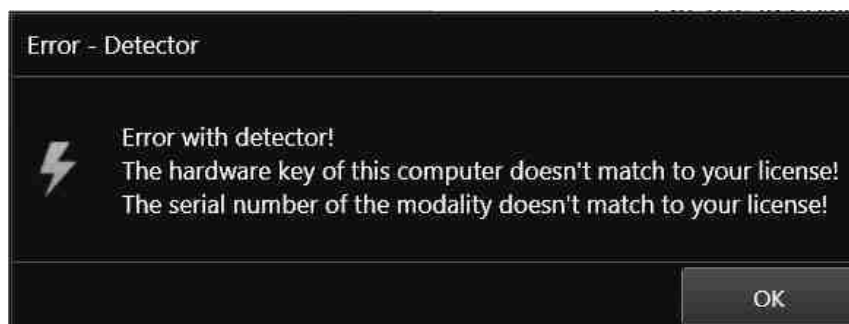 Error - Detector
Error with detector!
The hardware key of this computer doesn't match to your license!
The serial number of the modality doesn't match to your license!
OK